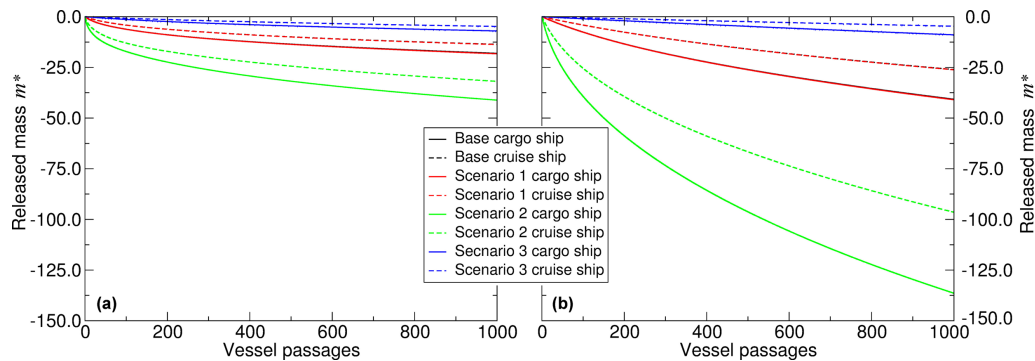 0.0
-25.0
-50.0
-75.0
-100.0
-125.0
-150.0
Released mass m*
0
200
400
600
800
1000
Vessel passages
(a)
Base cargo ship
Base cruise ship
Scenario 1 cargo ship
Scenario 1 cruise ship
Scenario 2 cargo ship
Scenario 2 cruise ship
Secnario 3 cargo ship
Scenario 3 cruise ship
(b)
0
200
400
600
800
1000
Vessel passages
0.0
-25.0
-50.0
-75.0
-100.0
-125.0
-150.0
Released mass m*